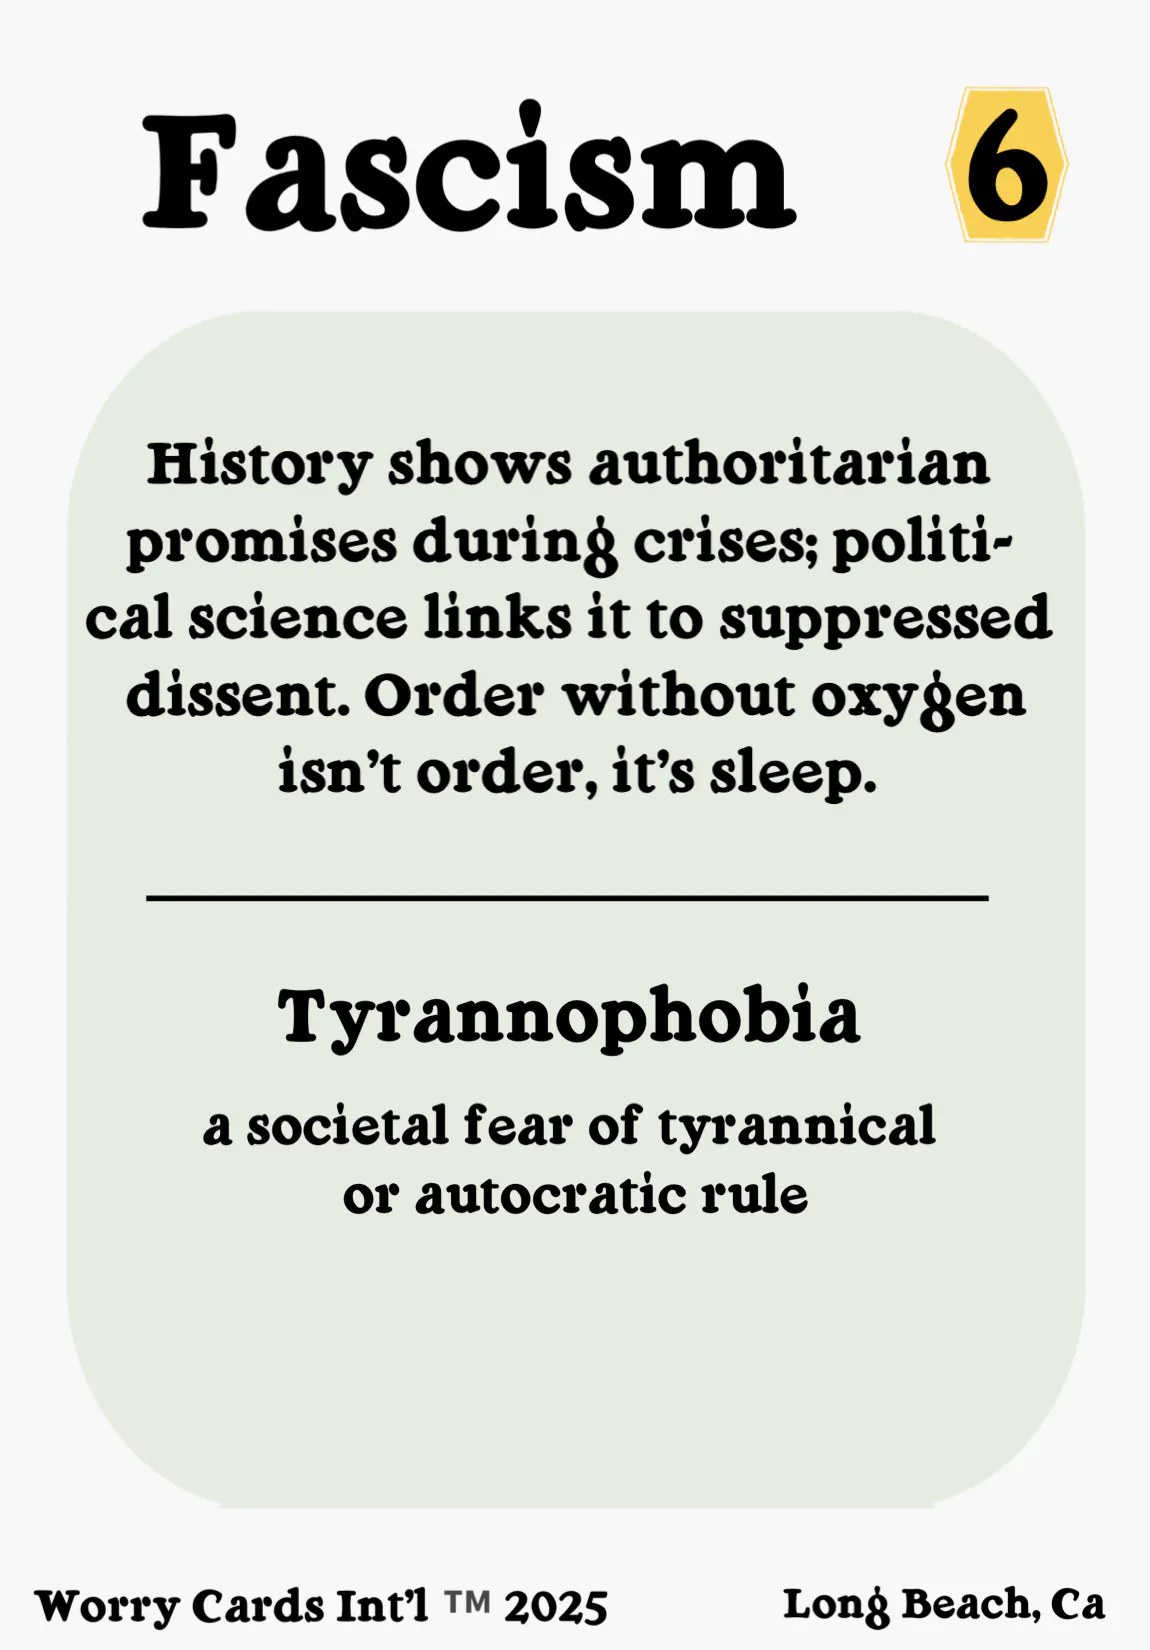 Fascism
6
History shows authoritarian
promises during crises; politi-
cal science links it to suppressed
dissent. Order without oxygen
isn’t order, it’s sleep.
Tyrannophobia
a societal fear of tyrannical
or autocratic rule
Worry Cards Int’l ™ 2025
Long Beach, Ca